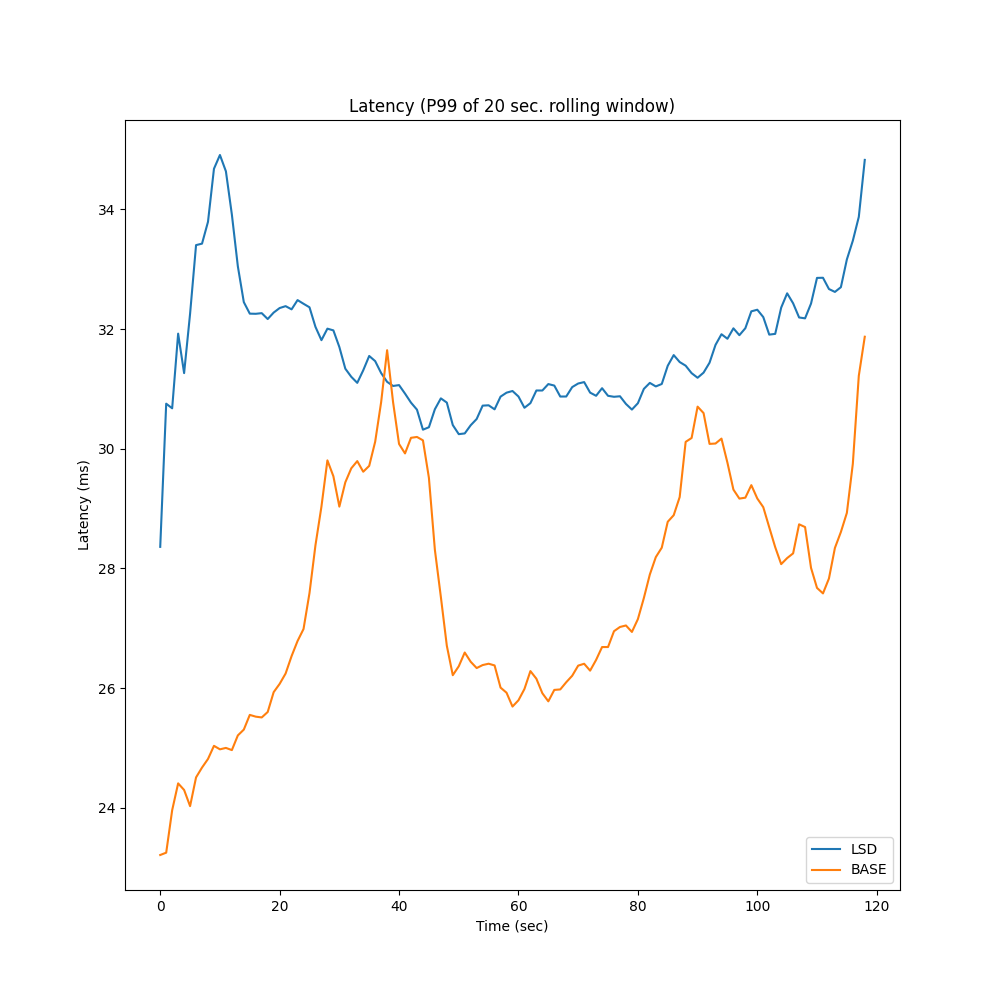 Latency (P99 of 20 sec. rolling window)
Latency (ms)
34
32
30
28
26
24
0 20 40 60 80 100 120
Time (sec)
LSD
BASE